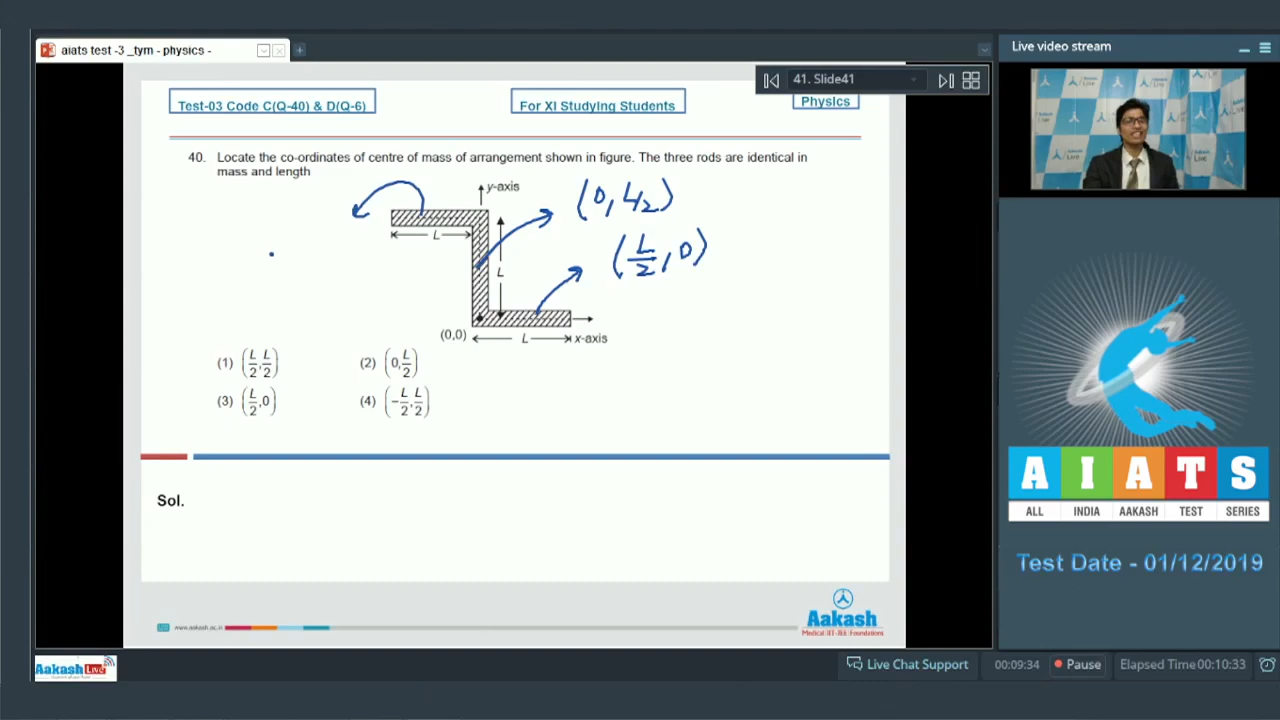 aiats test -3 _tym - physics -
Live video stream
41. Slide41
Test-03 Code C(Q-40) & D(Q-6)
For XI Studying Students
Physics
40. Locate the co-ordinates of centre of mass of arrangement shown in figure. The three rods are identical in
mass and length
y-axis
(0, L/2)
L
(L/2, 0)
L
(0,0)
L
x-axis
(1) (L/2, L/2)
(2) (0, L/2)
(3) (L/2, 0)
(4) (-L/2, L/2)
Sol.
A I A T S
ALL INDIA AAKASH TEST SERIES
Test Date - 01/12/2019
www.aakash.ac.in
Aakash
Medical|IIT-JEE|Foundations
Aakash Live
Live Chat Support
00:09:34
Pause
Elapsed Time 00:10:33